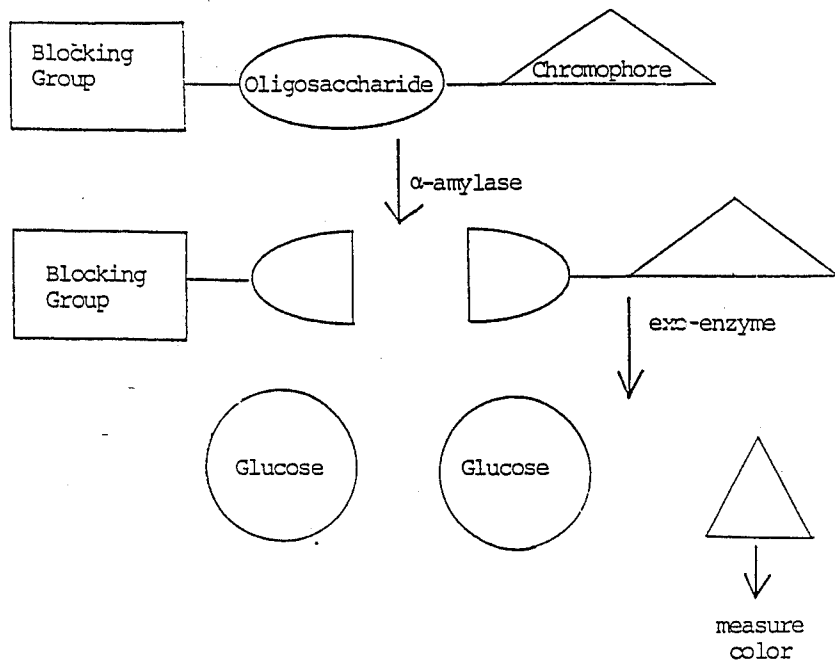 Blocking
Group
Oligosaccharide
Chromophore
α-amylase
Blocking
Group
exo-enzyme
Glucose
Glucose
measure
color